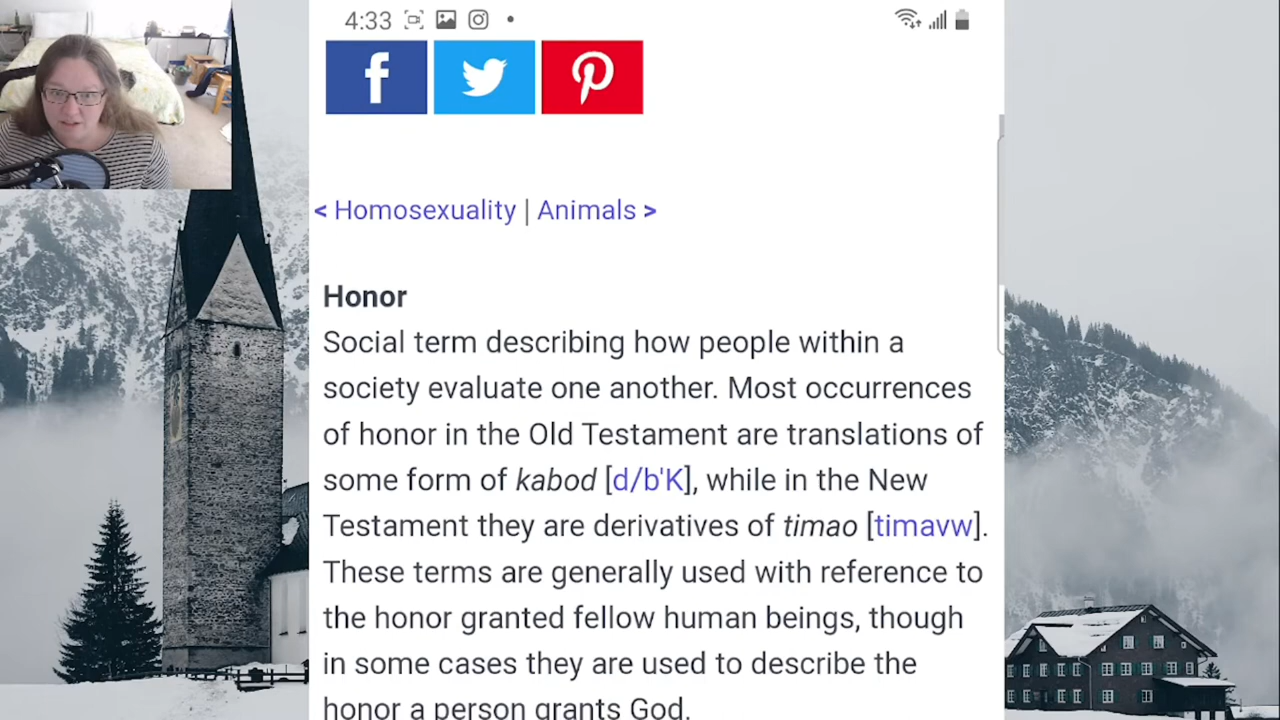 4:33
< Homosexuality | Animals >
Honor
Social term describing how people within a
society evaluate one another. Most occurrences
of honor in the Old Testament are translations of
some form of kabod [d/b'K], while in the New
Testament they are derivatives of timao [timavw].
These terms are generally used with reference to
the honor granted fellow human beings, though
in some cases they are used to describe the
honor a person grants God.